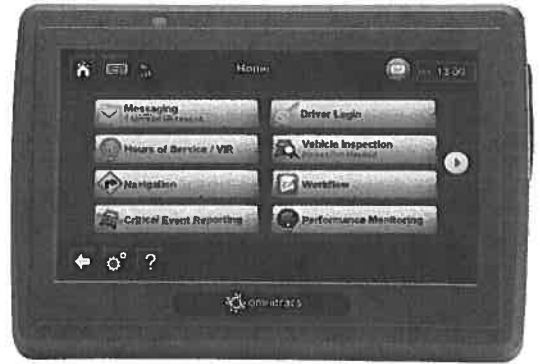 Home
13:09
Messaging
Driver Login
Hours of Service / VIR
Vehicle Inspection
Navigation
Workflow
Critical Event Reporting
Performance Monitoring
?
omnitracs